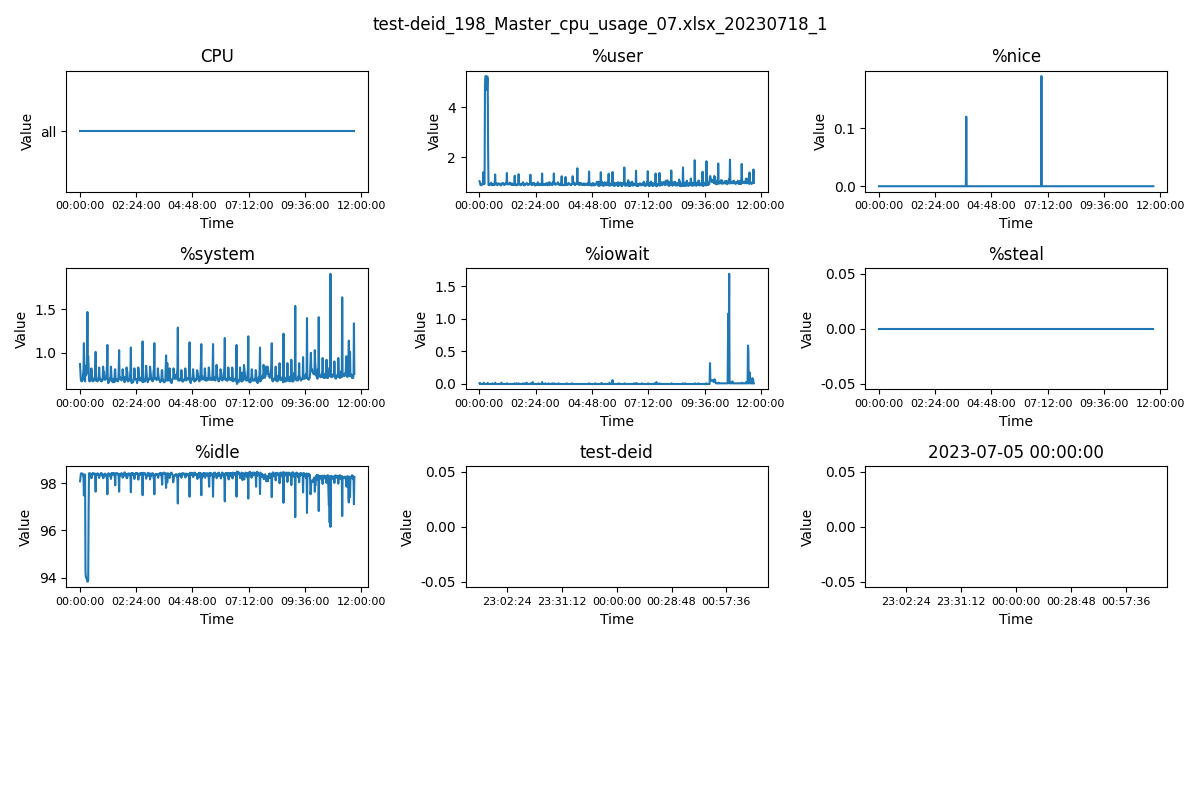 test-deid_198_Master_cpu_usage_07.xlsx_20230718_1
CPU
Value
all
00:00:00 02:24:00 04:48:00 07:12:00 09:36:00 12:00:00
Time
%user
Value
4
2
00:00:00 02:24:00 04:48:00 07:12:00 09:36:00 12:00:00
Time
%nice
Value
0.1
0.0
00:00:00 02:24:00 04:48:00 07:12:00 09:36:00 12:00:00
Time
%system
Value
1.5
1.0
00:00:00 02:24:00 04:48:00 07:12:00 09:36:00 12:00:00
Time
%iowait
Value
1.5
1.0
0.5
0.0
00:00:00 02:24:00 04:48:00 07:12:00 09:36:00 12:00:00
Time
%steal
Value
0.05
0.00
-0.05
00:00:00 02:24:00 04:48:00 07:12:00 09:36:00 12:00:00
Time
%idle
Value
98
96
94
00:00:00 02:24:00 04:48:00 07:12:00 09:36:00 12:00:00
Time
test-deid
Value
0.05
0.00
-0.05
23:02:24 23:31:12 00:00:00 00:28:48 00:57:36
Time
2023-07-05 00:00:00
Value
0.05
0.00
-0.05
23:02:24 23:31:12 00:00:00 00:28:48 00:57:36
Time